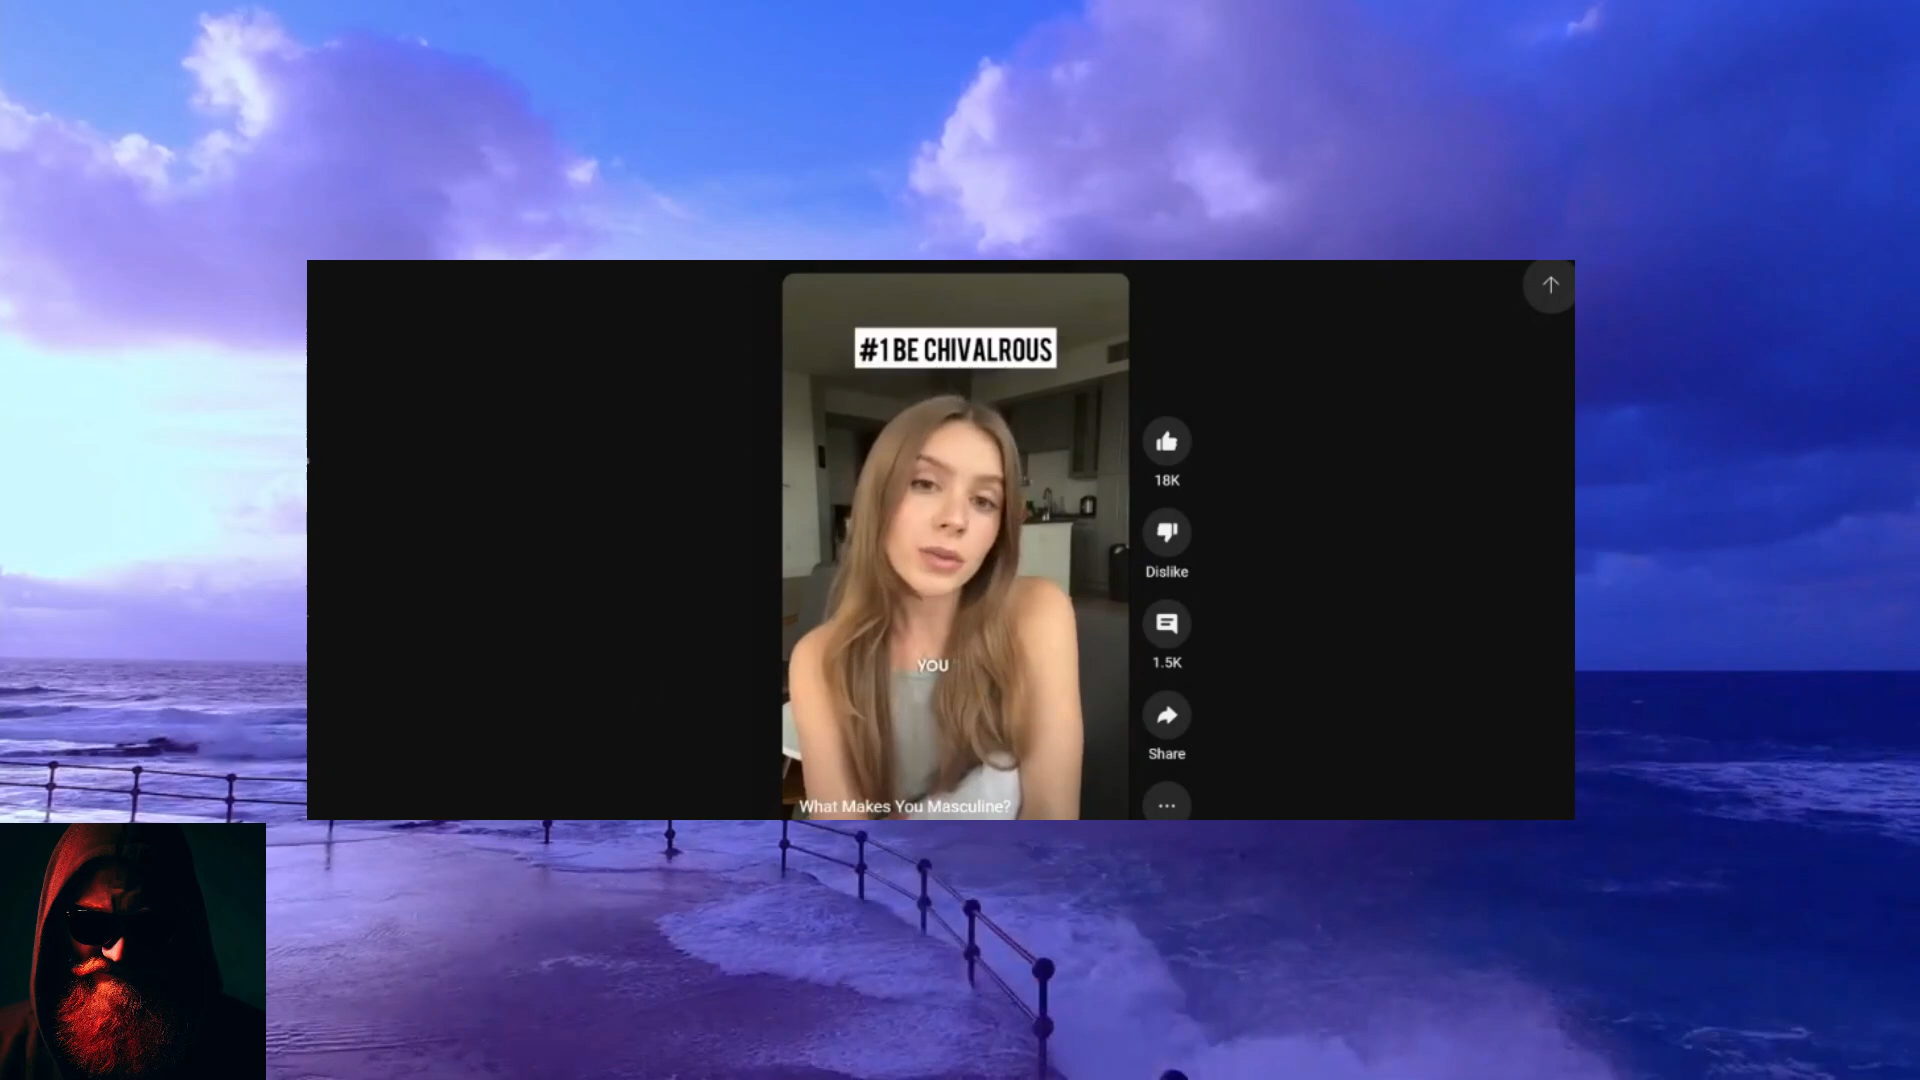 #1 BE CHIVALROUS
18K
Dislike
1.5K
YOU
Share
What Makes You Masculine?